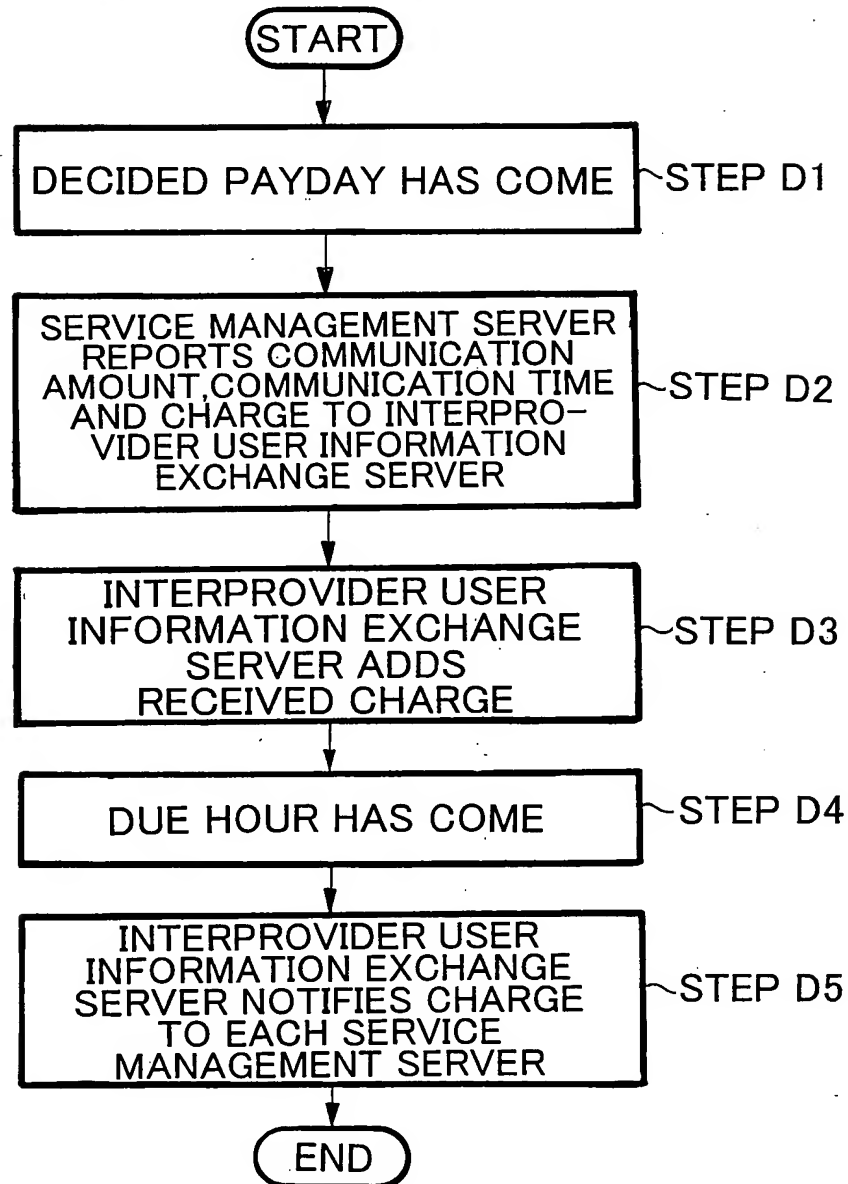 START
DECIDED PAYDAY HAS COME
~STEP D1
SERVICE MANAGEMENT SERVER
REPORTS COMMUNICATION
AMOUNT,COMMUNICATION TIME
AND CHARGE TO INTERPRO-
VIDER USER INFORMATION
EXCHANGE SERVER
~STEP D2
INTERPROVIDER USER
INFORMATION EXCHANGE
SERVER ADDS
RECEIVED CHARGE
~STEP D3
DUE HOUR HAS COME
~STEP D4
INTERPROVIDER USER
INFORMATION EXCHANGE
SERVER NOTIFIES CHARGE
TO EACH SERVICE
MANAGEMENT SERVER
~STEP D5
END